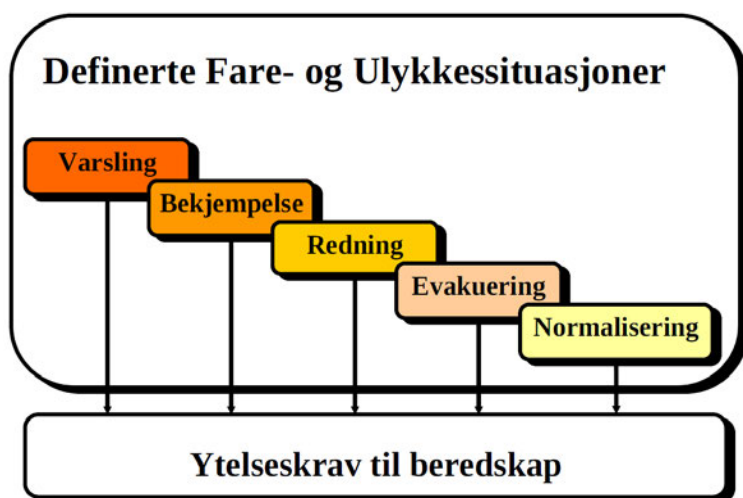 Definerte Fare- og Ulykkessituasjoner
Varsling
Bekjempelse
Redning
Evakuering
Normalisering
Ytelseskrav til beredskap